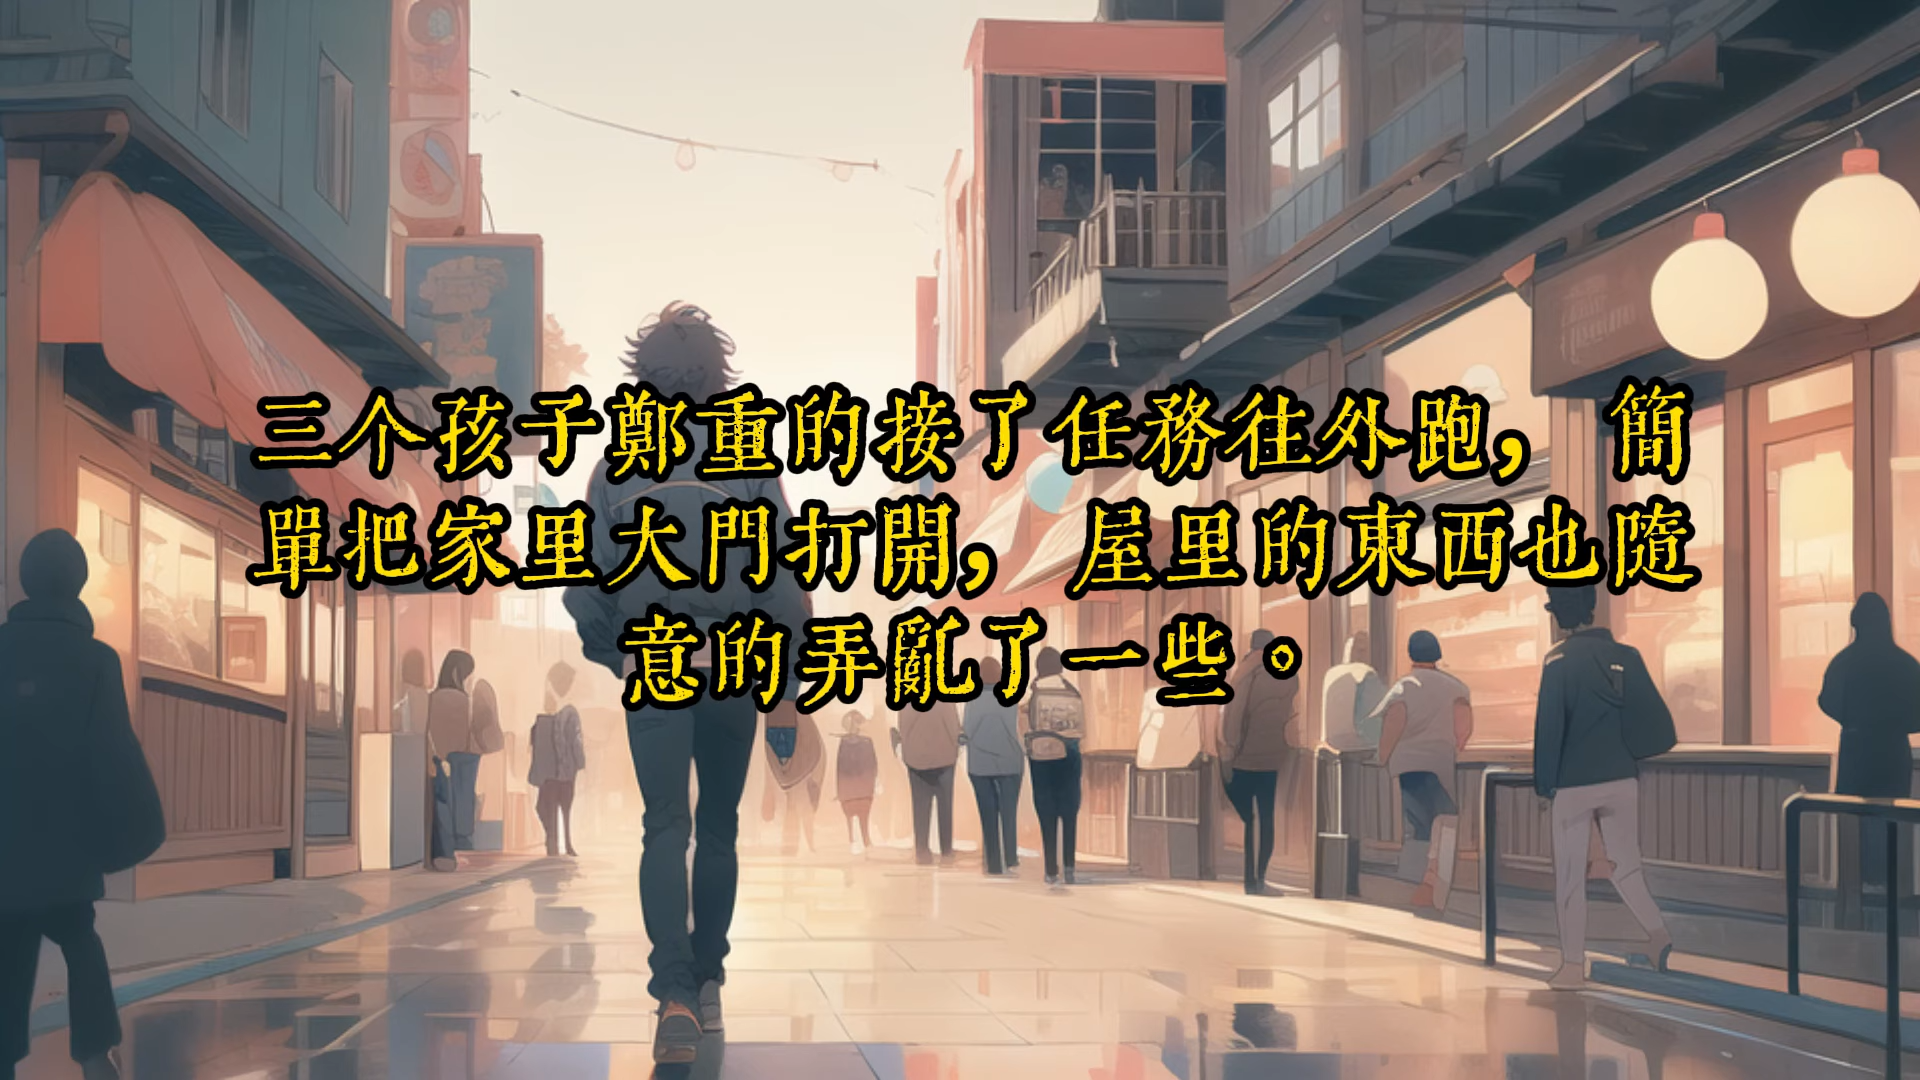 三个孩子鄭重的接了任務往外跑，簡
單把家里大門打開，屋里的東西也隨
意的弄亂了一些。